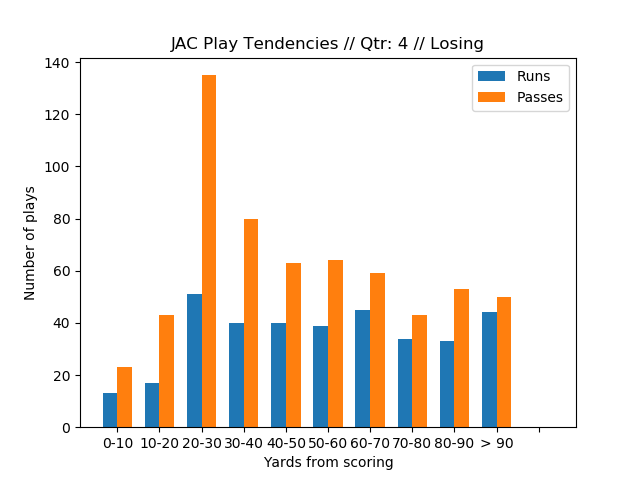 JAC Play Tendencies // Qtr: 4 // Losing
Runs
Passes
Number of plays
140
120
100
80
60
40
20
0
0-10 10-20 20-30 30-40 40-50 50-60 60-70 70-80 80-90 > 90
Yards from scoring